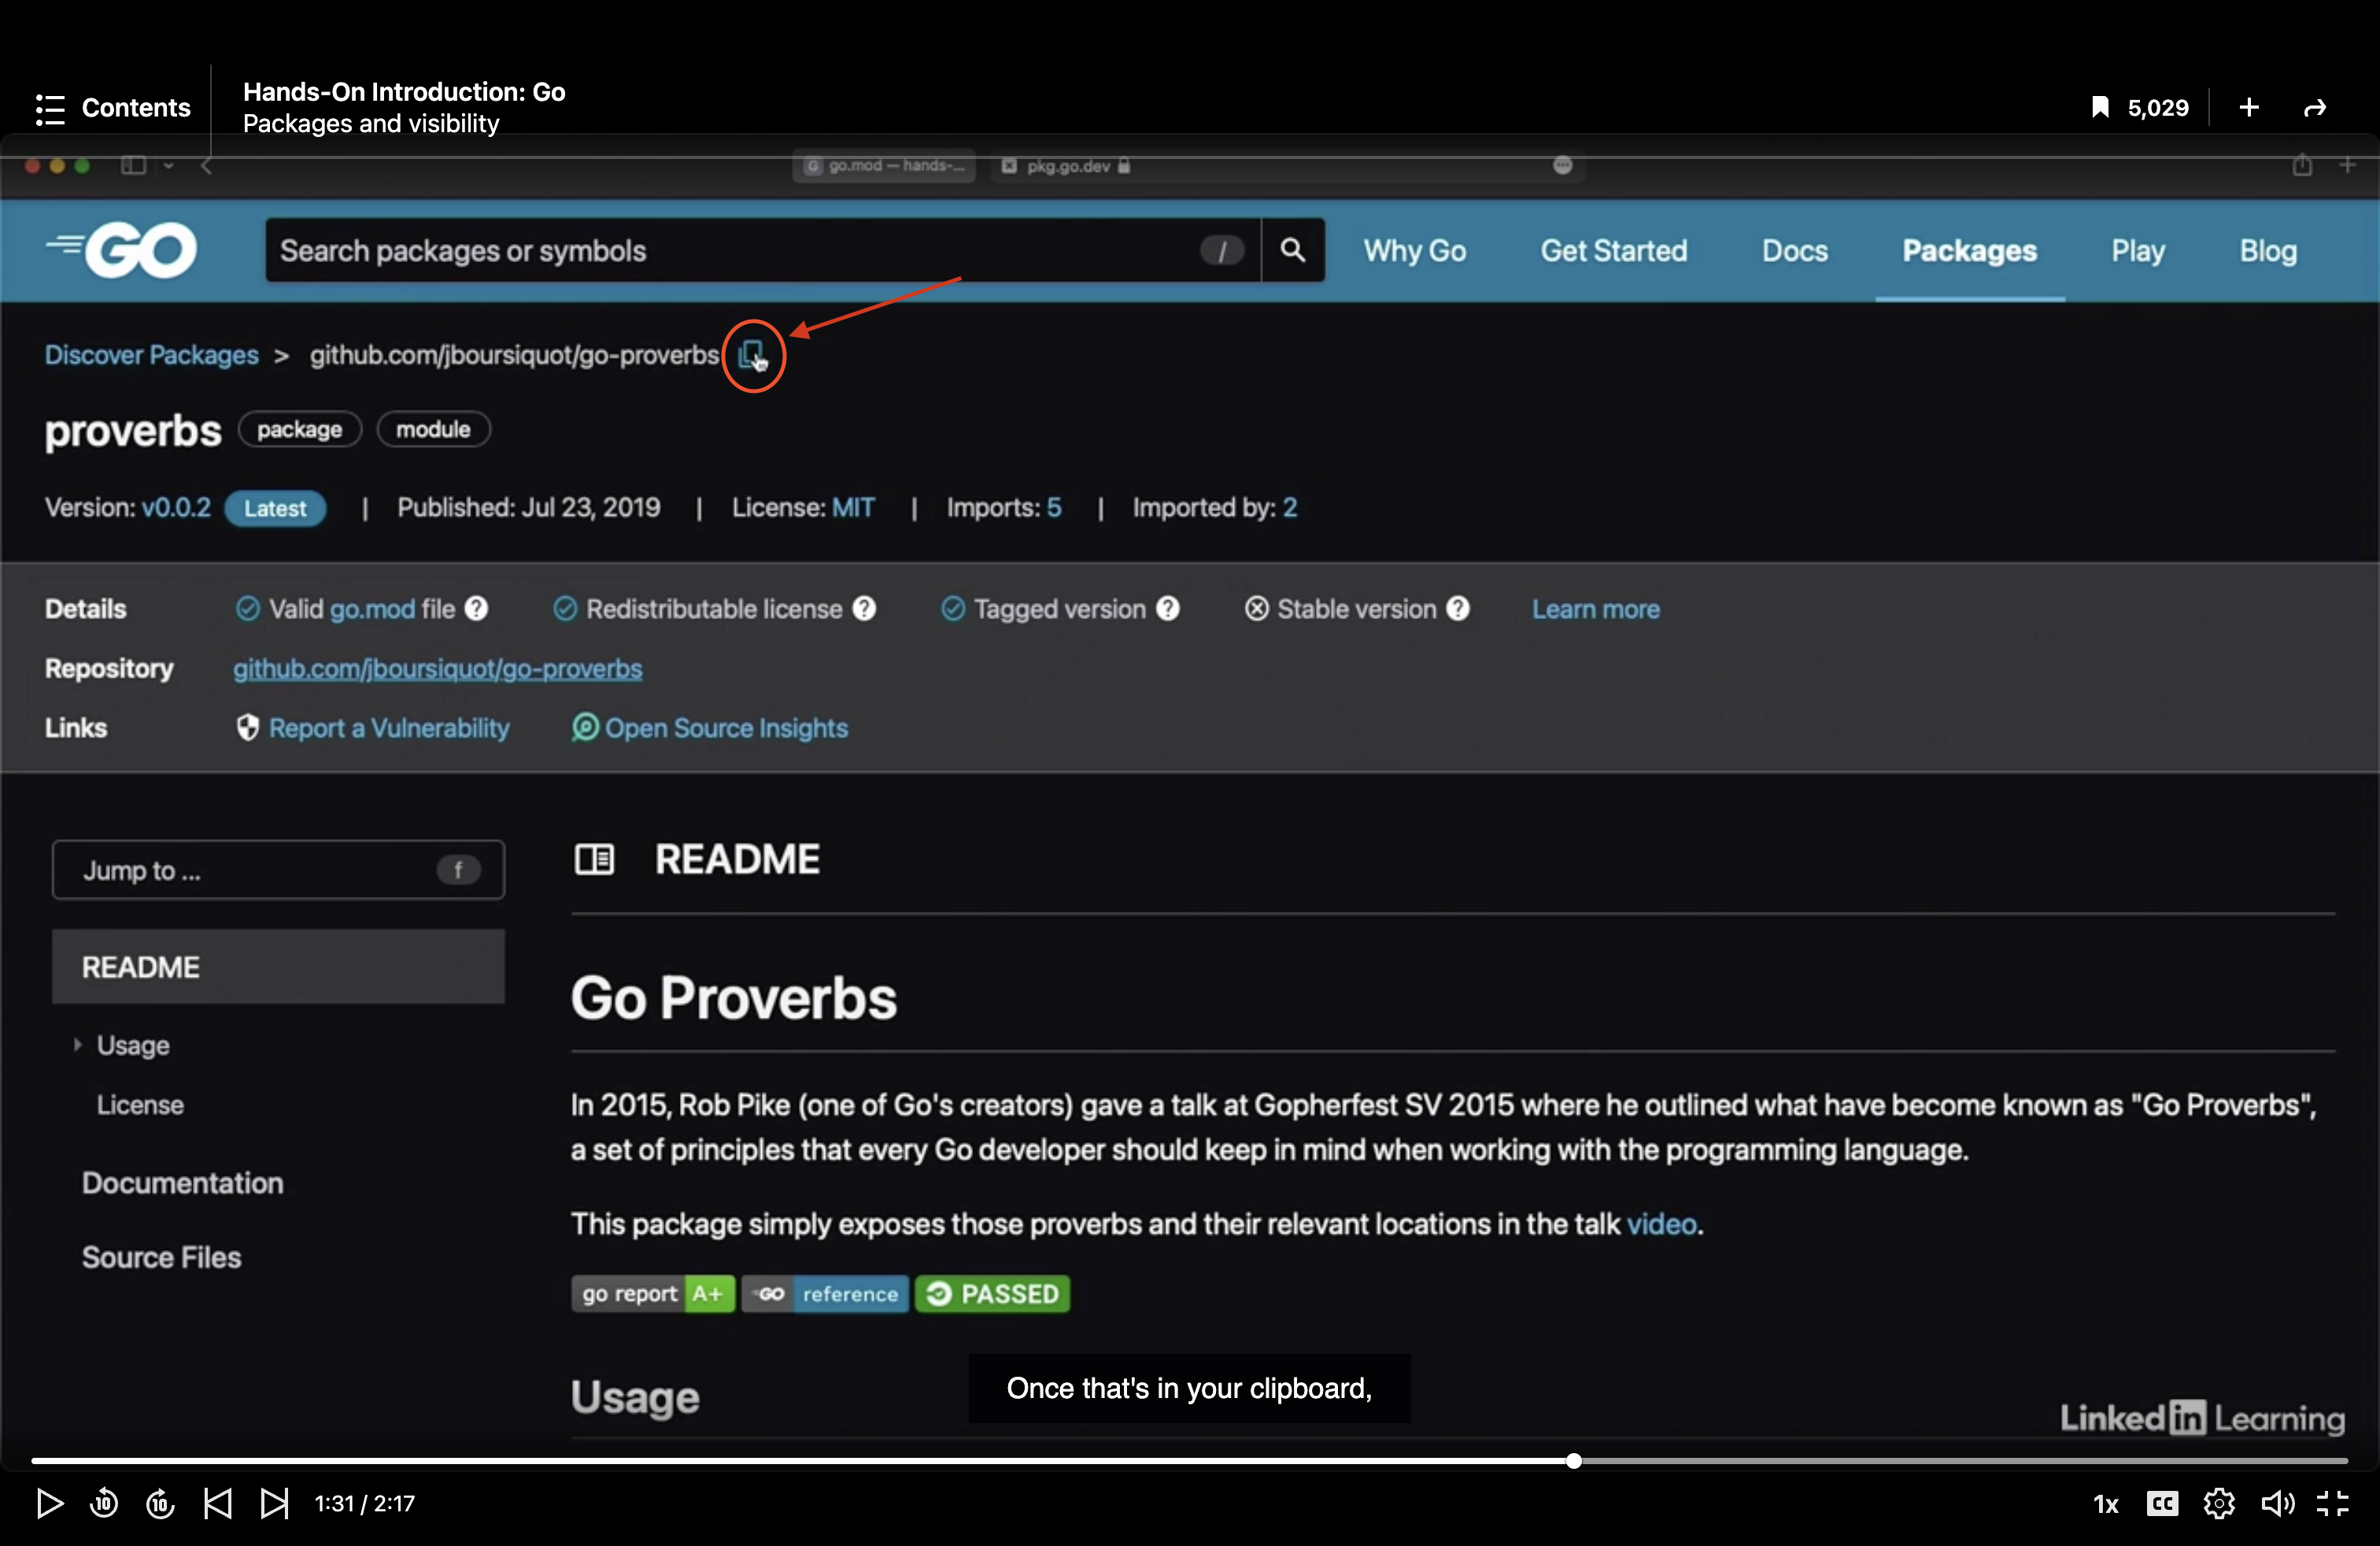 Contents
Hands-On Introduction: Go
Packages and visibility
5,029
G go.mod — hands-...
pkg.go.dev
GO
Search packages or symbols /
Why Go Get Started Docs Packages Play Blog
Discover Packages > github.com/jboursiquot/go-proverbs
proverbs package module
Version: v0.0.2 Latest | Published: Jul 23, 2019 | License: MIT | Imports: 5 | Imported by: 2
Details Valid go.mod file ? Redistributable license ? Tagged version ? Stable version ? Learn more
Repository github.com/jboursiquot/go-proverbs
Links Report a Vulnerability Open Source Insights
Jump to ... f
README
Usage
License
Documentation
Source Files
README
Go Proverbs
In 2015, Rob Pike (one of Go's creators) gave a talk at Gopherfest SV 2015 where he outlined what have become known as "Go Proverbs",
a set of principles that every Go developer should keep in mind when working with the programming language.
This package simply exposes those proverbs and their relevant locations in the talk video.
go report A+ GO reference PASSED
Usage
Once that's in your clipboard,
LinkedIn Learning
10 10 1:31 / 2:17
1x CC